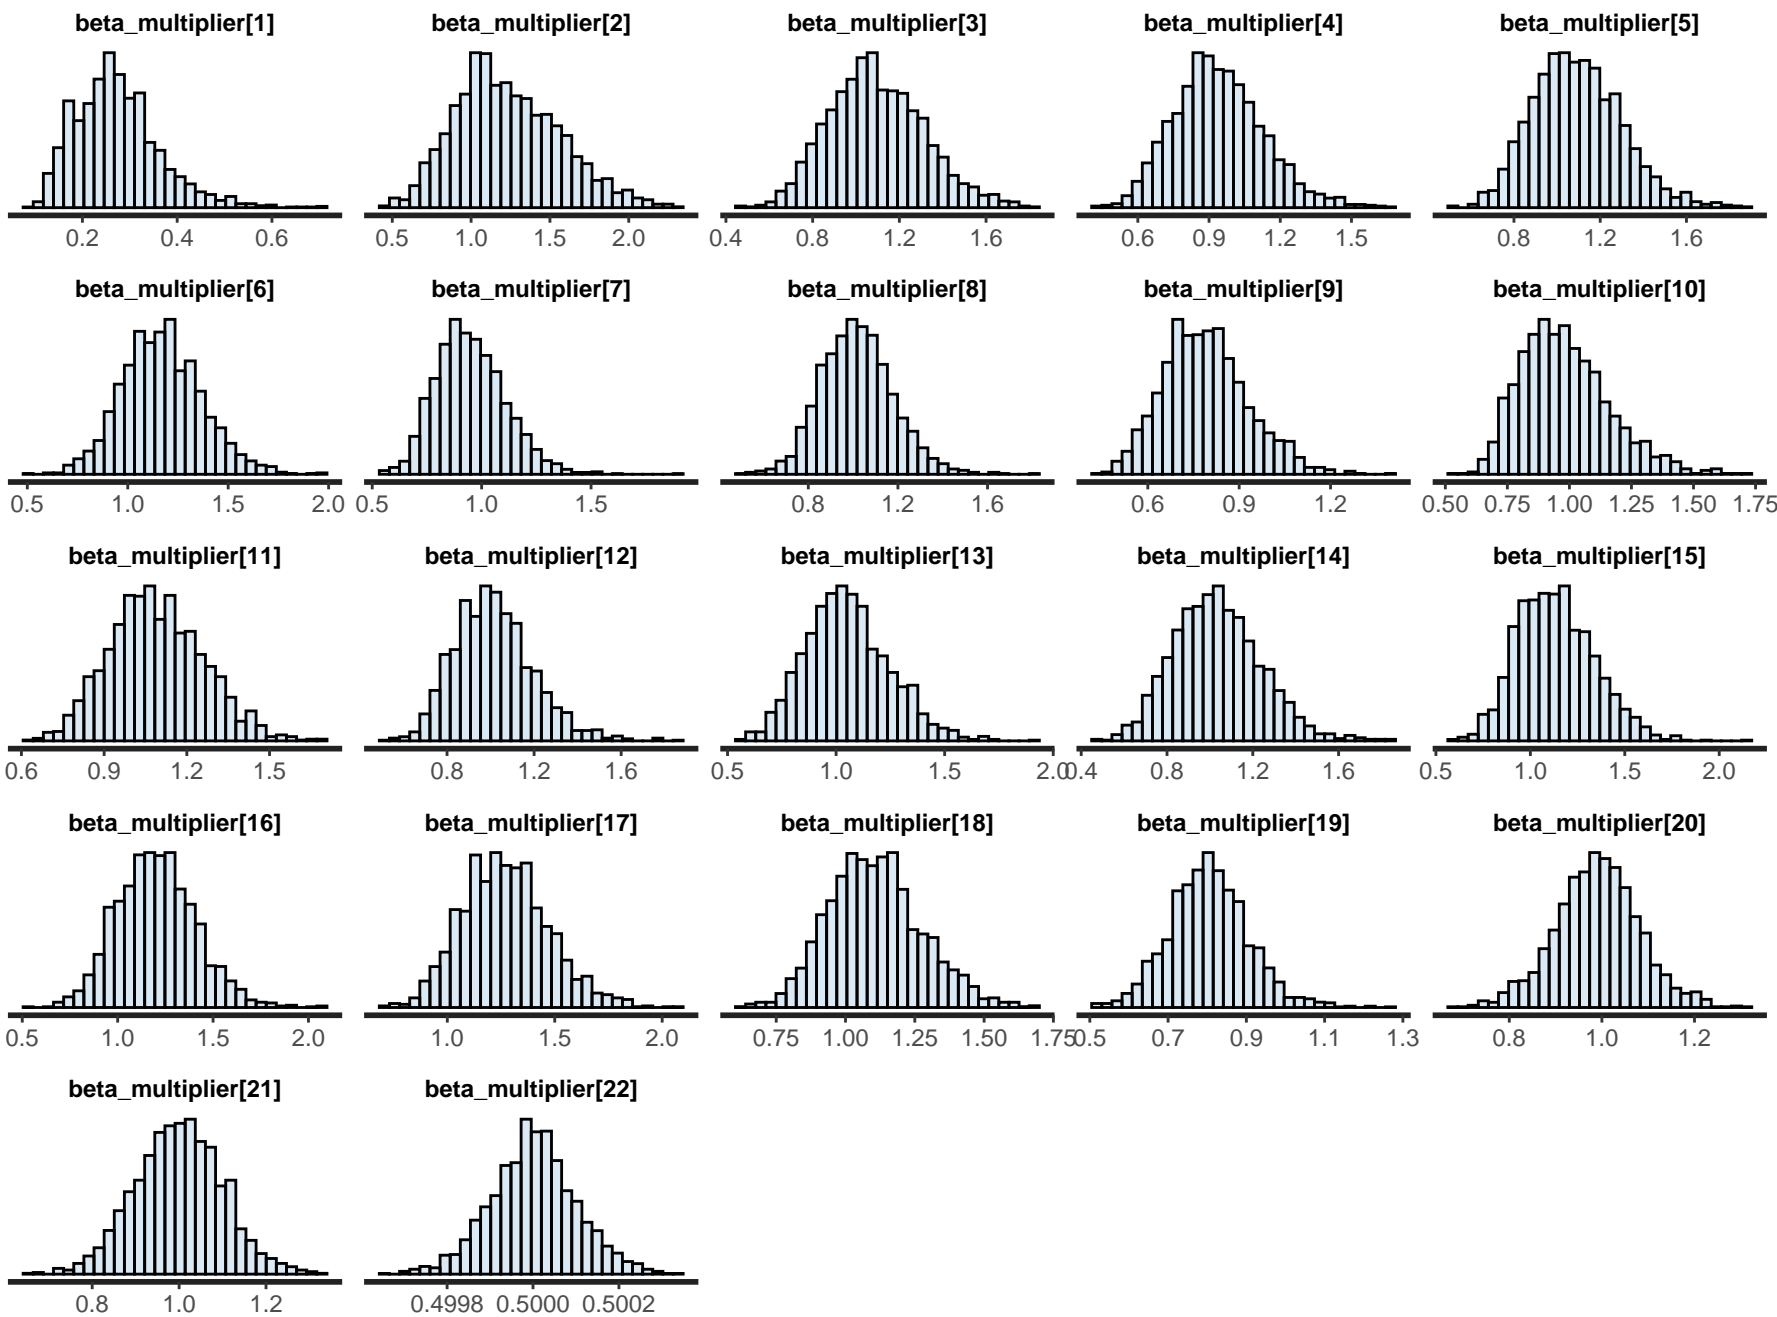 beta_multiplier[1] beta_multiplier[2] beta_multiplier[3] beta_multiplier[4] beta_multiplier[5]
0.2 0.4 0.6 0.5 1.0 1.5 2.0 0.4 0.8 1.2 1.6 0.6 0.9 1.2 1.5 0.8 1.2 1.6
beta_multiplier[6] beta_multiplier[7] beta_multiplier[8] beta_multiplier[9] beta_multiplier[10]
0.5 1.0 1.5 2.0 0.5 1.0 1.5 0.8 1.2 1.6 0.6 0.9 1.2 0.50 0.75 1.00 1.25 1.50 1.75
beta_multiplier[11] beta_multiplier[12] beta_multiplier[13] beta_multiplier[14] beta_multiplier[15]
0.6 0.9 1.2 1.5 0.8 1.2 1.6 0.5 1.0 1.5 2.0 0.4 0.8 1.2 1.6 0.5 1.0 1.5 2.0
beta_multiplier[16] beta_multiplier[17] beta_multiplier[18] beta_multiplier[19] beta_multiplier[20]
0.5 1.0 1.5 2.0 1.0 1.5 2.0 0.75 1.00 1.25 1.50 1.75 0.5 0.7 0.9 1.1 1.3 0.8 1.0 1.2
beta_multiplier[21] beta_multiplier[22]
0.8 1.0 1.2 0.4998 0.5000 0.5002